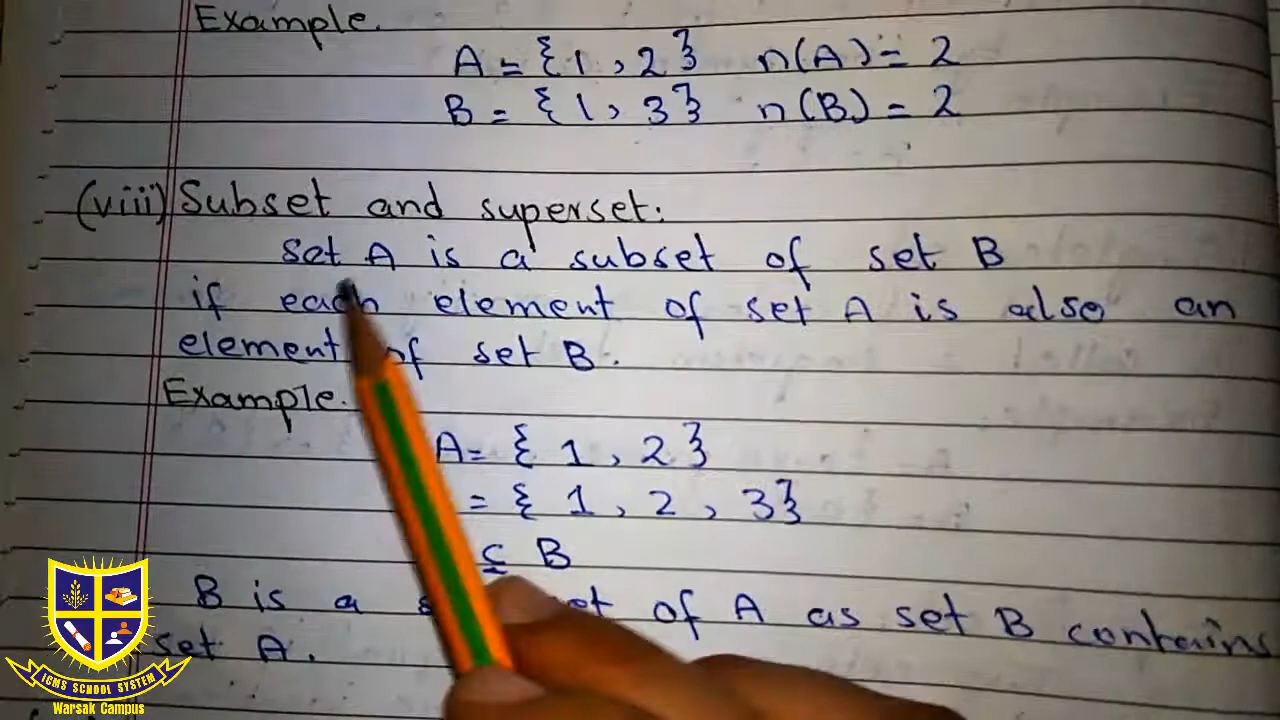 Example.
A = {1, 2} n(A) = 2
B = {1, 3} n(B) = 2
(viii) Subset and superset:
Set A is a subset of set B
if each element of set A is also an
element of set B.
Example.
A = {1, 2}
= {1, 2, 3}
⊆ B
B is a of A as set B contains
set A.
ICMS SCHOOL SYSTEM
Warsak Campus